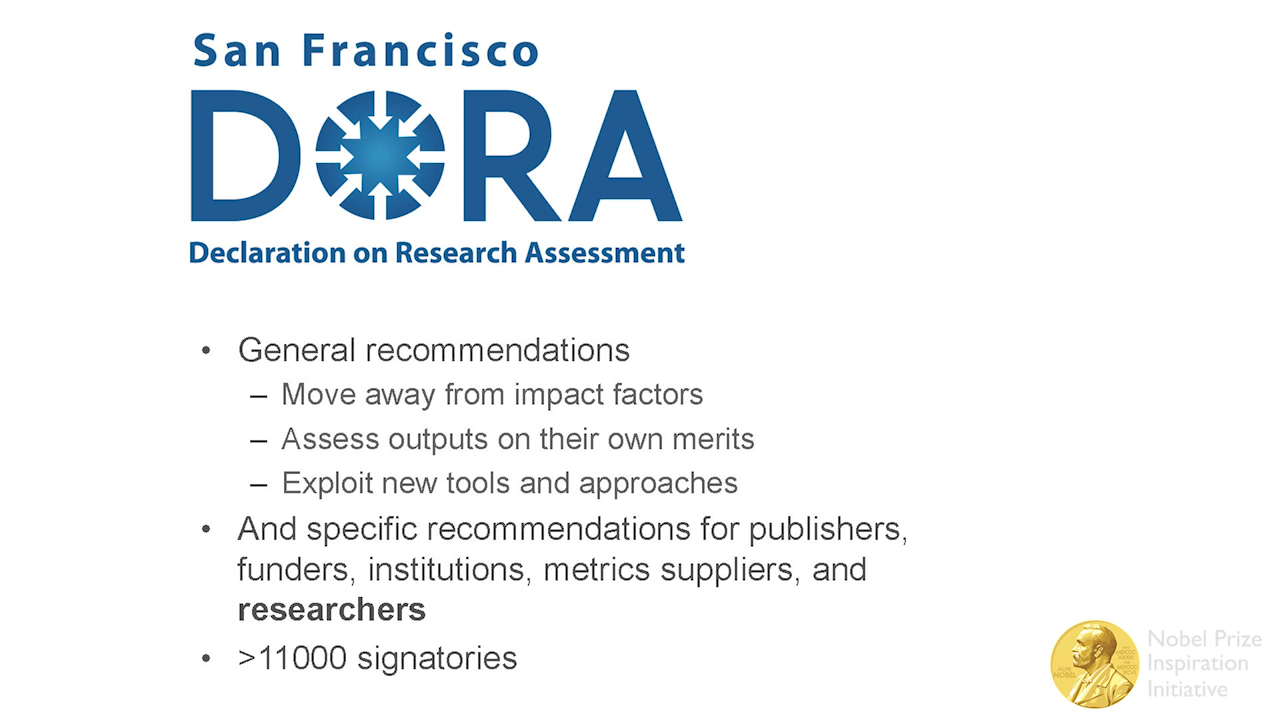 San Francisco
DORA
Declaration on Research Assessment
• General recommendations
– Move away from impact factors
– Assess outputs on their own merits
– Exploit new tools and approaches
• And specific recommendations for publishers,
funders, institutions, metrics suppliers, and
researchers
• >11000 signatories
Nobel Prize
Inspiration
Initiative